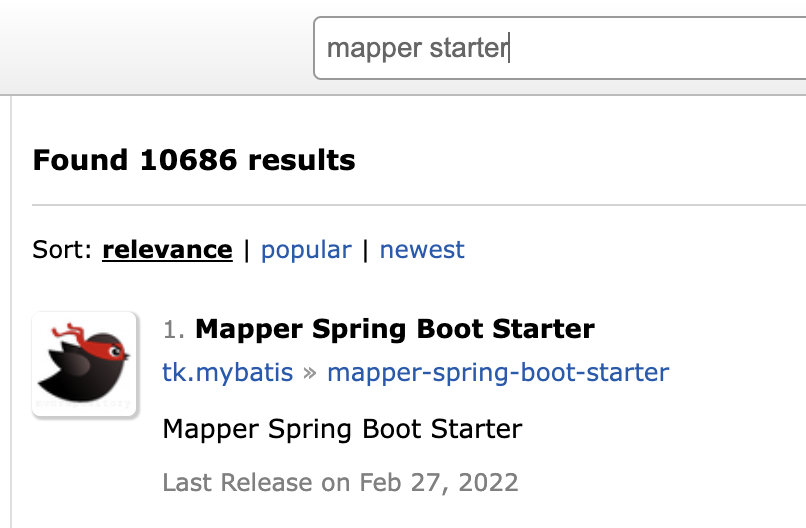 mapper starter
Found 10686 results
Sort: relevance | popular | newest
1. Mapper Spring Boot Starter
tk.mybatis » mapper-spring-boot-starter
Mapper Spring Boot Starter
Last Release on Feb 27, 2022